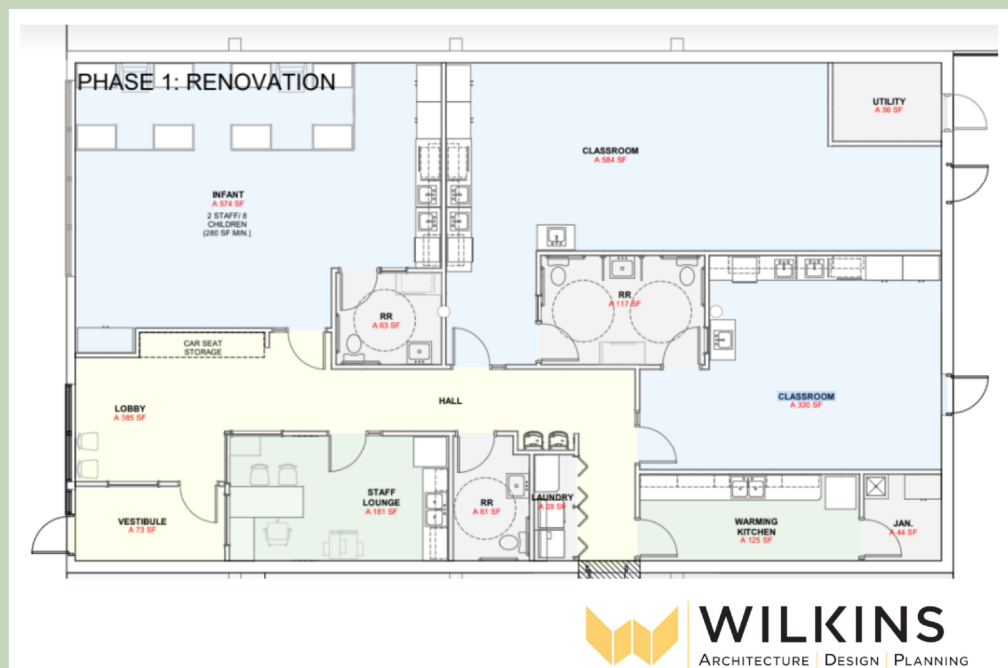 PHASE 1: RENOVATION
UTILITY
A 56 SF
CLASSROOM
A 584 SF
INFANT
A 574 SF
2 STAFF/ 8
CHILDREN
(280 SF MIN.)
RR
A 63 SF
RR
A 117 SF
CAR SEAT
STORAGE
CLASSROOM
A 330 SF
HALL
LOBBY
A 385 SF
STAFF
LOUNGE
A 181 SF
RR
A 61 SF
LAUNDRY
A 28 SF
VESTIBULE
A 73 SF
WARMING
KITCHEN
A 125 SF
JAN.
A 44 SF
WILKINS
ARCHITECTURE | DESIGN | PLANNING